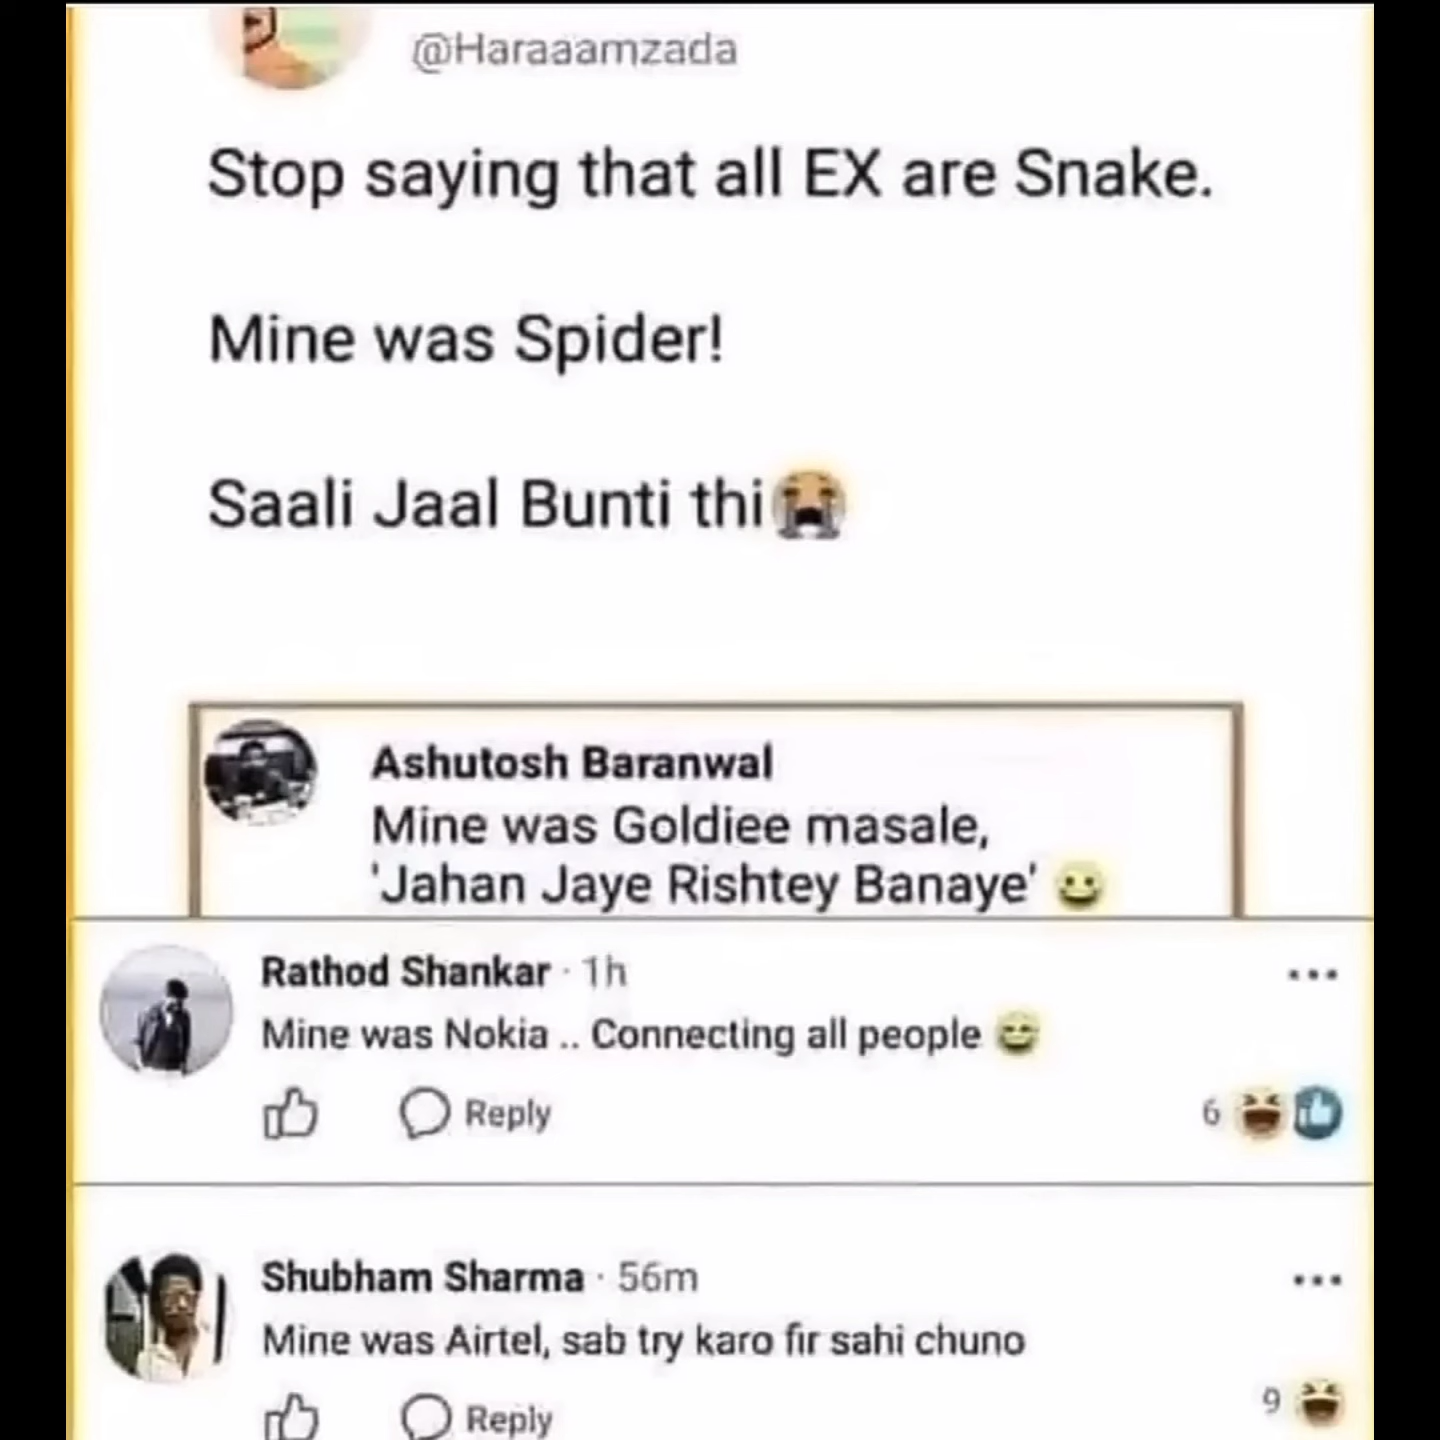 @Haraaamzada
Stop saying that all EX are Snake.
Mine was Spider!
Saali Jaal Bunti thi😭
Ashutosh Baranwal
Mine was Goldiee masale,
'Jahan Jaye Rishtey Banaye' 😀
Rathod Shankar · 1h
Mine was Nokia .. Connecting all people 😄
Reply
6
Shubham Sharma · 56m
Mine was Airtel, sab try karo fir sahi chuno
Reply
9